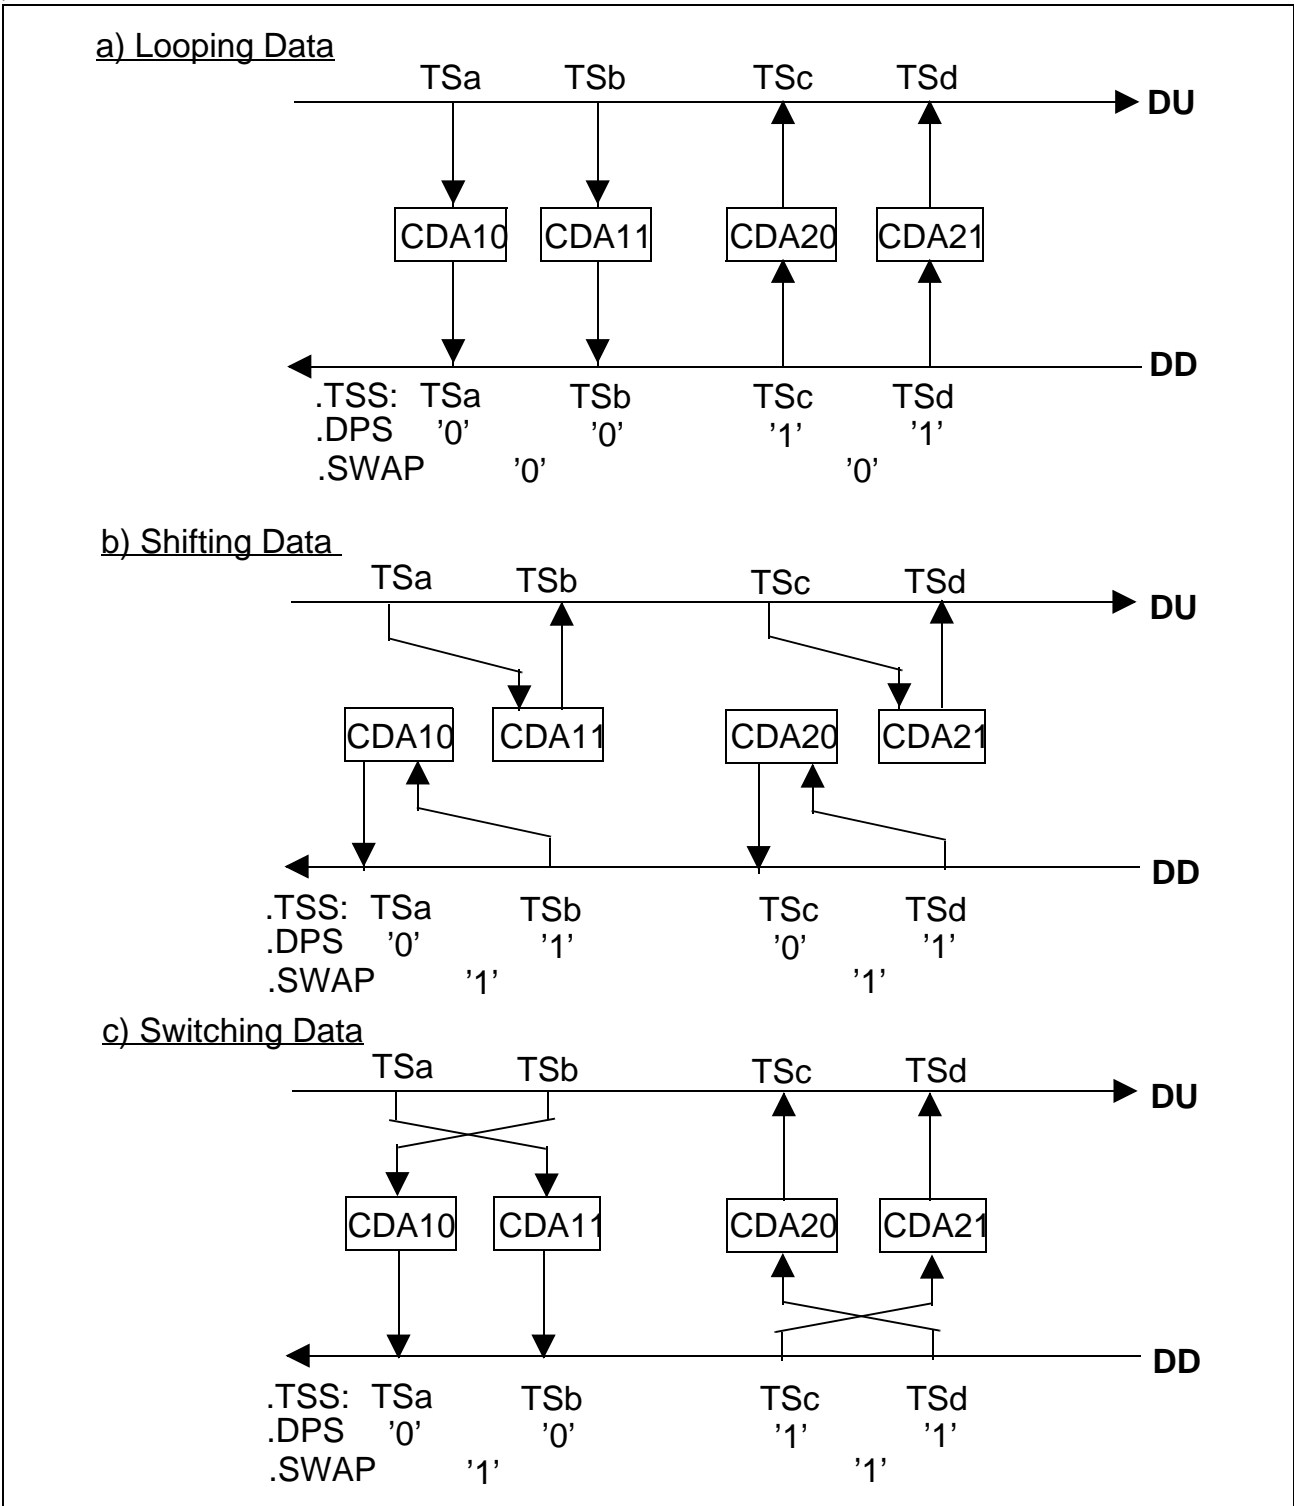 a) Looping Data
TSa TSb TSc TSd
DU
CDA10 CDA11 CDA20 CDA21
DD
.TSS: TSa TSb TSc TSd
.DPS ’0’ ’0’ ’1’ ’1’
.SWAP ’0’ ’0’
b) Shifting Data
TSa TSb TSc TSd
DU
CDA10 CDA11 CDA20 CDA21
DD
.TSS: TSa TSb TSc TSd
.DPS ’0’ ’1’ ’0’ ’1’
.SWAP ’1’ ’1’
c) Switching Data
TSa TSb TSc TSd
DU
CDA10 CDA11 CDA20 CDA21
DD
.TSS: TSa TSb TSc TSd
.DPS ’0’ ’0’ ’1’ ’1’
.SWAP ’1’ ’1’